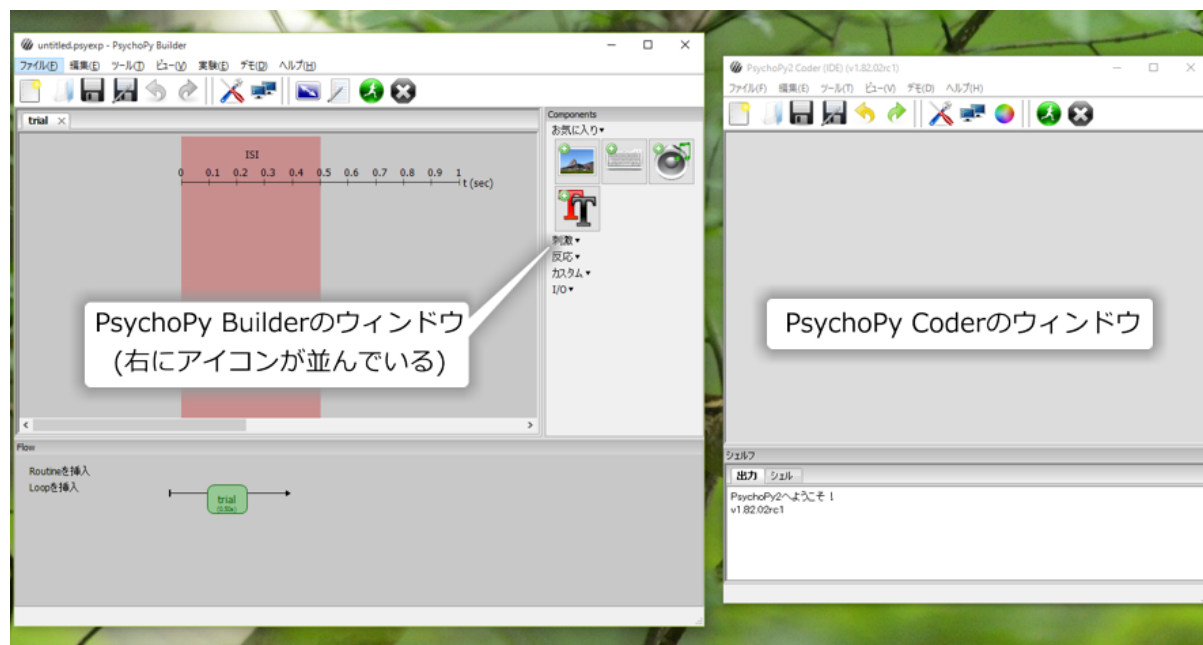 untitled.psyexp - PsychoPy Builder
ファイル(F) 編集(E) ツール(T) ビュー(V) 実験(E) デモ(D) ヘルプ(H)
trial
ISI
0 0.1 0.2 0.3 0.4 0.5 0.6 0.7 0.8 0.9 1
t (sec)
Components
お気に入り▾
刺激▾
反応▾
カスタム▾
I/O▾
PsychoPy Builderのウィンドウ
(右にアイコンが並んでいる)
Flow
Routineを挿入
Loopを挿入
trial
(0.50s)
PsychoPy2 Coder (IDE) (v1.82.02rc1)
ファイル(F) 編集(E) ツール(T) ビュー(V) デモ(D) ヘルプ(H)
PsychoPy Coderのウィンドウ
シェルフ
出力 シェル
PsychoPy2へようこそ！
v1.82.02rc1